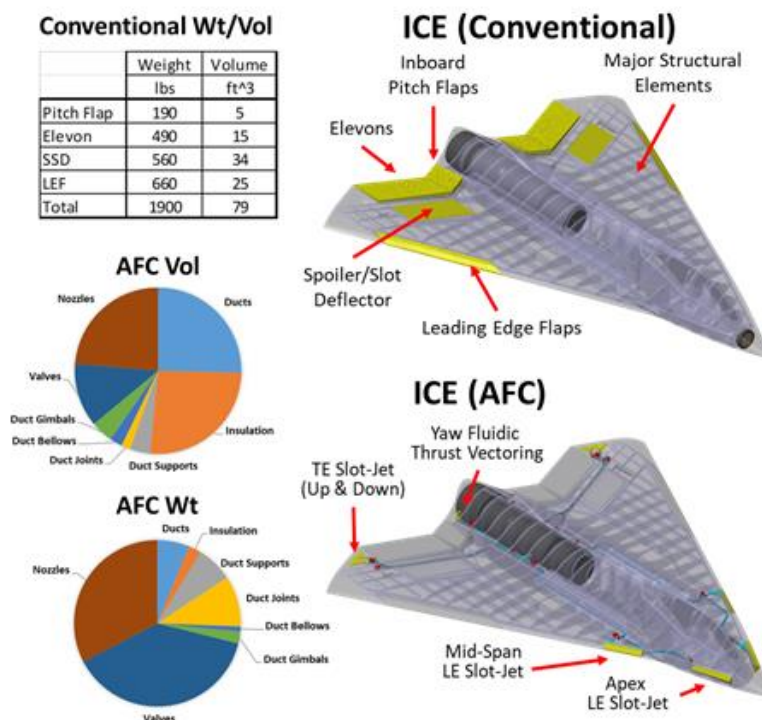 Conventional Wt/Vol
Weight Volume
lbs ft^3
Pitch Flap 190 5
Elevon 490 15
SSD 560 34
LEF 660 25
Total 1900 79
AFC Vol
Nozzles
Ducts
Valves
Duct Gimbals
Duct Bellows
Duct Joints
Duct Supports
Insulation
AFC Wt
Ducts
Insulation
Nozzles
Duct Supports
Duct Joints
Duct Bellows
Duct Gimbals
Valves
ICE (Conventional)
Inboard
Pitch Flaps
Major Structural
Elements
Elevons
Spoiler/Slot
Deflector
Leading Edge Flaps
ICE (AFC)
Yaw Fluidic
Thrust Vectoring
TE Slot-Jet
(Up & Down)
Mid-Span
LE Slot-Jet
Apex
LE Slot-Jet